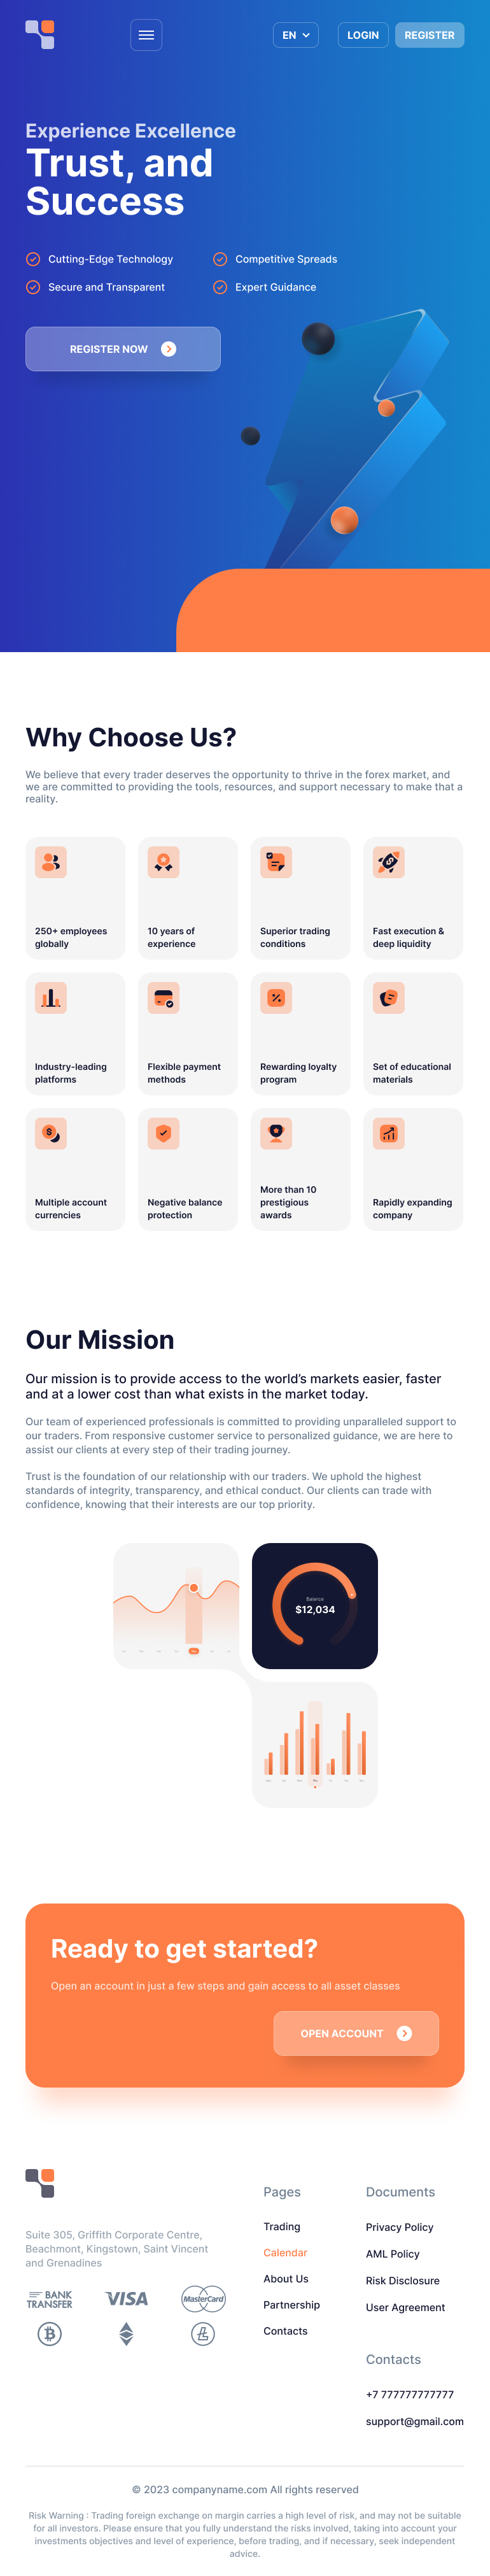 EN
LOGIN
REGISTER
Experience Excellence
Trust, and
Success
Cutting-Edge Technology
Competitive Spreads
Secure and Transparent
Expert Guidance
REGISTER NOW
Why Choose Us?
We believe that every trader deserves the opportunity to thrive in the forex market, and
we are committed to providing the tools, resources, and support necessary to make that a
reality.
250+ employees
globally
10 years of
experience
Superior trading
conditions
Fast execution &
deep liquidity
Industry-leading
platforms
Flexible payment
methods
Rewarding loyalty
program
Set of educational
materials
Multiple account
currencies
Negative balance
protection
More than 10
prestigious
awards
Rapidly expanding
company
Our Mission
Our mission is to provide access to the world's markets easier, faster
and at a lower cost than what exists in the market today.
Our team of experienced professionals is committed to providing unparalleled support to
our traders. From responsive customer service to personalized guidance, we are here to
assist our clients at every step of their trading journey.
Trust is the foundation of our relationship with our traders. We uphold the highest
standards of integrity, transparency, and ethical conduct. Our clients can trade with
confidence, knowing that their interests are our top priority.
Balance
$12,034
Ready to get started?
Open an account in just a few steps and gain access to all asset classes
OPEN ACCOUNT
Suite 305, Griffith Corporate Centre,
Beachmont, Kingstown, Saint Vincent
and Grenadines
BANK
TRANSFER
VISA
MasterCard
Pages
Trading
Calendar
About Us
Partnership
Contacts
Documents
Privacy Policy
AML Policy
Risk Disclosure
User Agreement
Contacts
+7 777777777777
support@gmail.com
© 2023 companyname.com All rights reserved
Risk Warning : Trading foreign exchange on margin carries a high level of risk, and may not be suitable
for all investors. Please ensure that you fully understand the risks involved, taking into account your
investments objectives and level of experience, before trading, and if necessary, seek independent
advice.